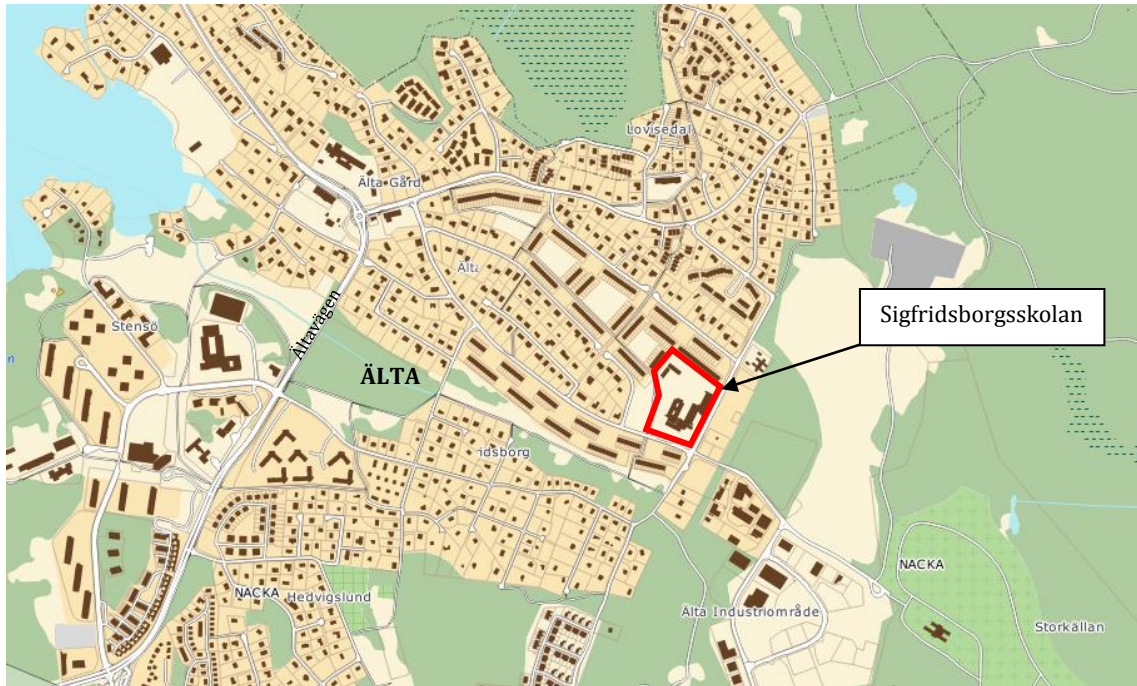 Lovisedal
Älta Gård
Älta
Sigfridsborgsskolan
Stensö
Ältavägen
ÄLTA
idsborg
NACKA
NACKA
Hedvigslund
Älta Industriområde
Storkällan